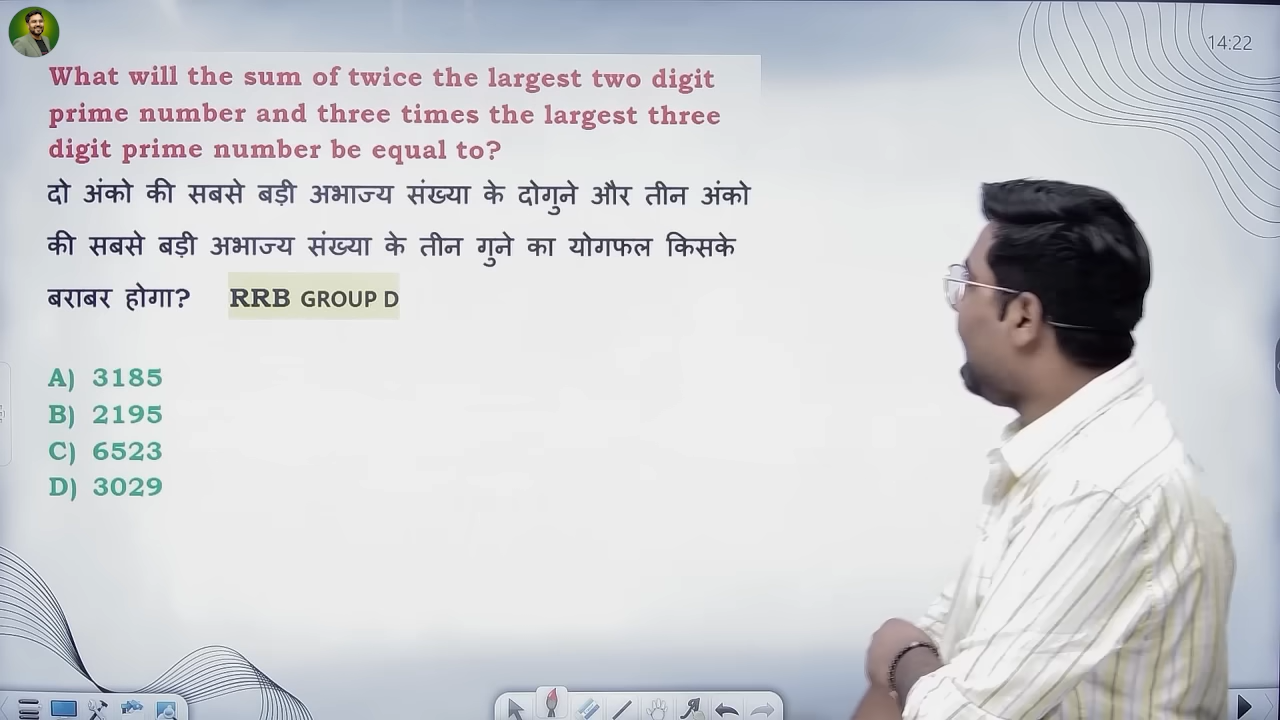 14:22
What will the sum of twice the largest two digit
prime number and three times the largest three
digit prime number be equal to?
दो अंको की सबसे बड़ी अभाज्य संख्या के दोगुने और तीन अंको
की सबसे बड़ी अभाज्य संख्या के तीन गुने का योगफल किसके
बराबर होगा? RRB GROUP D
A) 3185
B) 2195
C) 6523
D) 3029